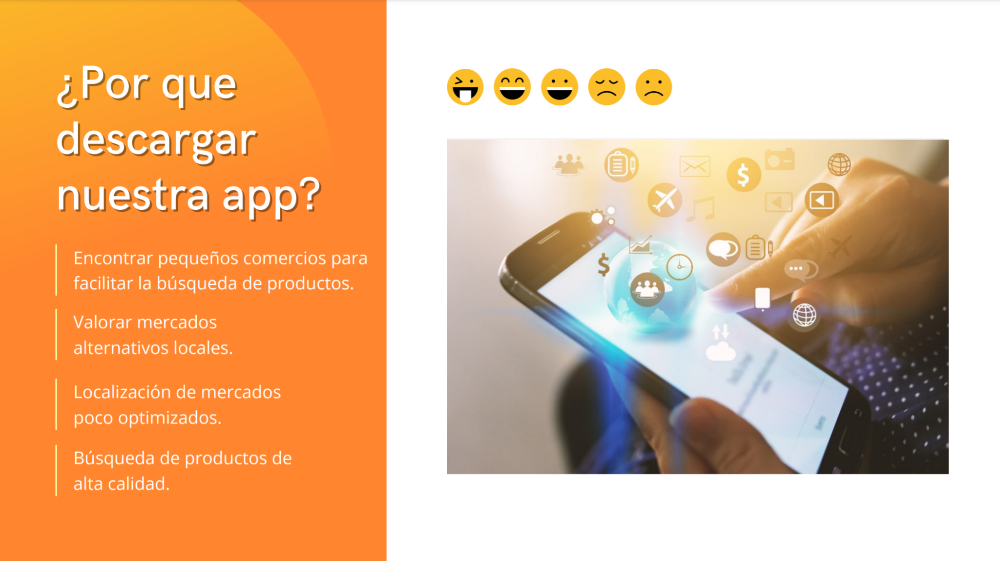 ¿Por que
descargar
nuestra app?
Encontrar pequeños comercios para
facilitar la búsqueda de productos.
Valorar mercados
alternativos locales.
Localización de mercados
poco optimizados.
Búsqueda de productos de
alta calidad.